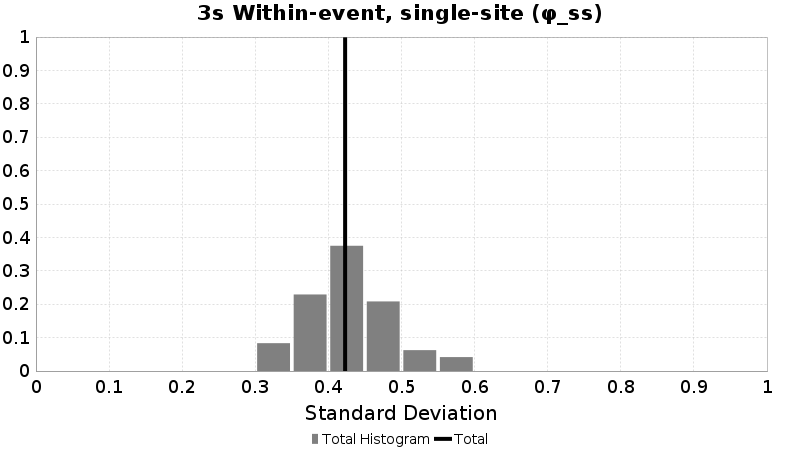 3s Within-event, single-site (φ_ss)
1
0.9
0.8
0.7
0.6
0.5
0.4
0.3
0.2
0.1
0
0 0.1 0.2 0.3 0.4 0.5 0.6 0.7 0.8 0.9 1
Standard Deviation
Total Histogram Total